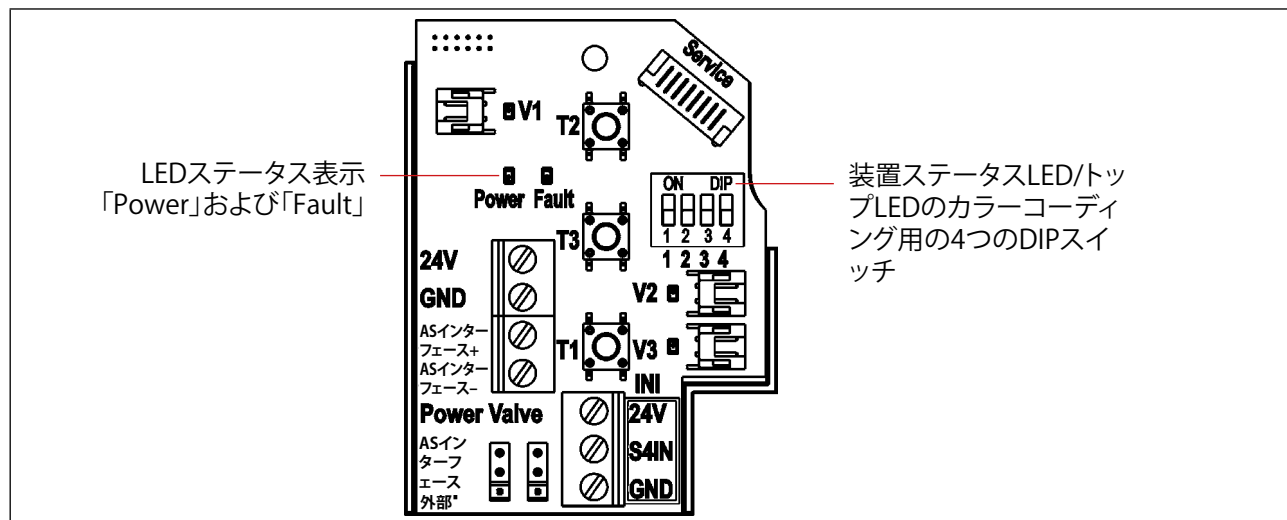 Service
V1
T2
LEDステータス表示
「Power」および「Fault」
Power Fault
ON DIP
1 2 3 4
1 2 3 4
装置ステータスLED/トッ
プLEDのカラーコーディ
ング用の4つのDIPスイ
ッチ
T3
24V
GND
V2
ASインター
フェース+
ASインター
フェース–
T1
V3
INI
Power Valve
24V
S4IN
GND
ASイン
ターフ
ェース
外部*